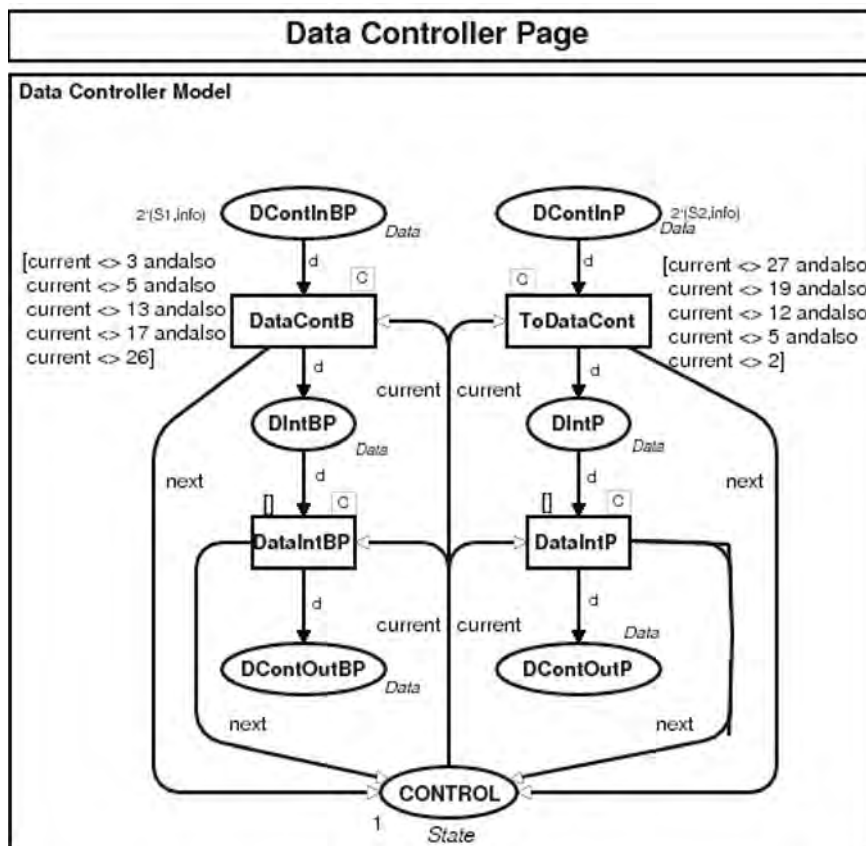 Data Controller Page
Data Controller Model
DContInBP
DContInP
2`(S1,info)
Data
2`(S2,info)
Data
d
d
[current <> 3 andalso
current <> 5 andalso
current <> 13 andalso
current <> 17 andalso
current <> 26]
C
C
[current <> 27 andalso
current <> 19 andalso
current <> 12 andalso
current <> 5 andalso
current <> 2]
DataContB
ToDataCont
d
d
current
current
DIntBP
Data
DIntP
Data
next
d
d
next
[]
C
[]
C
DataIntBP
DataIntP
d
d
current
current
DContOutBP
Data
Data
DContOutP
next
next
CONTROL
1
State